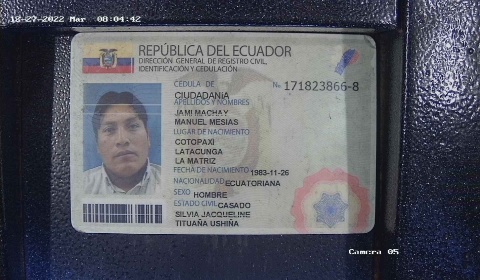 18-27-2022 Mar 08:04:42
REPÚBLICA DEL ECUADOR
DIRECCIÓN GENERAL DE REGISTRO CIVIL,
IDENTIFICACIÓN Y CEDULACIÓN
CÉDULA DE No. 171823866-8
CIUDADANÍA
APELLIDOS Y NOMBRES
JAMI MACHAY
MANUEL MESIAS
LUGAR DE NACIMIENTO
COTOPAXI
LATACUNGA
LA MATRIZ
FECHA DE NACIMIENTO 1983-11-26
NACIONALIDAD ECUATORIANA
SEXO HOMBRE
ESTADO CIVIL CASADO
SILVIA JACQUELINE
TITUAÑA USHIÑA
Camera 05